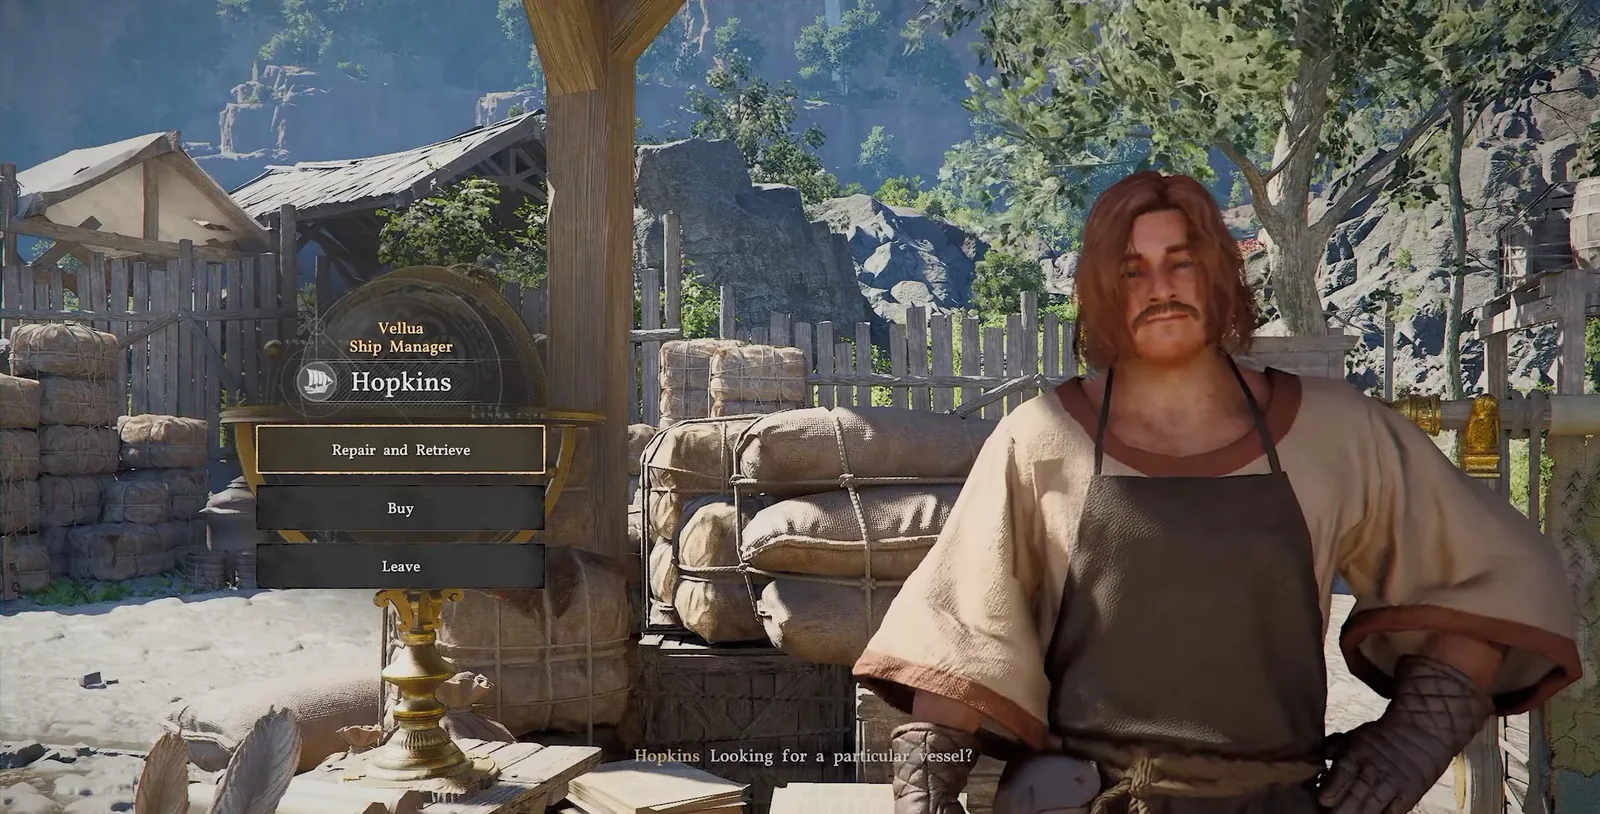 Vellua
Ship Manager
Hopkins
Repair and Retrieve
Buy
Leave
Hopkins Looking for a particular vessel?